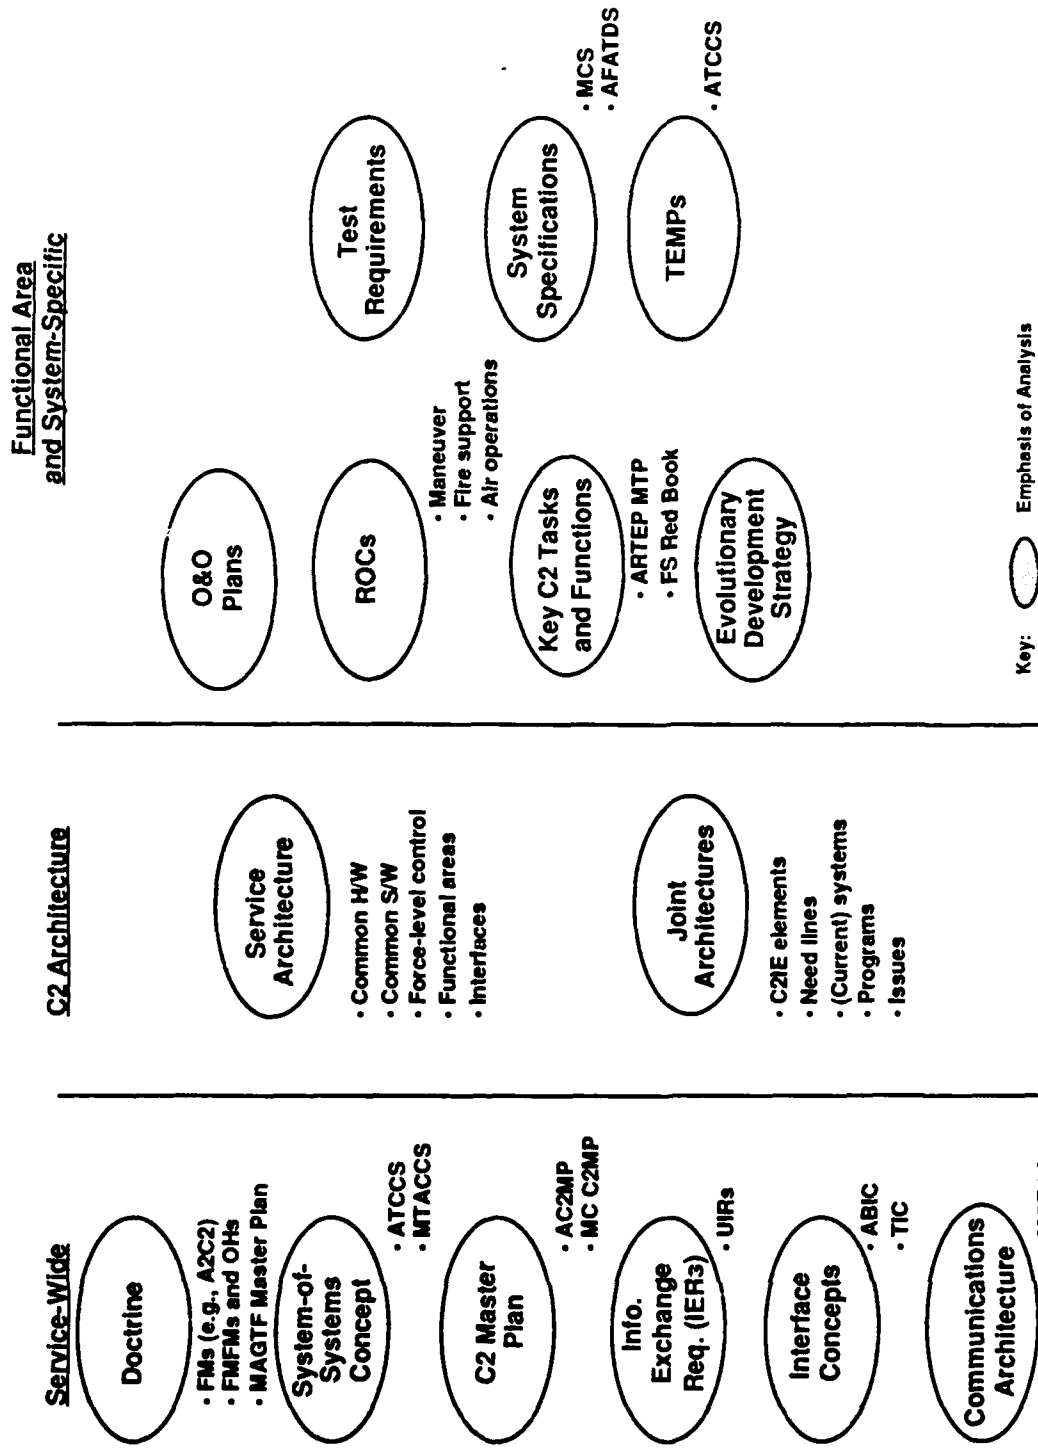 Service-Wide
Doctrine
• FMs (e.g., A2C2)
• FMFMs and OHs
• MAGTF Master Plan
System-of-
Systems
Concept
• ATCCS
• MTACCS
C2 Master
Plan
• AC2MP
• MC C2MP
Info.
Exchange
Req. (IER3)
• UIRs
Interface
Concepts
• ABIC
• TIC
Communications
Architecture
C2 Architecture
Service
Architecture
• Common H/W
• Common S/W
• Force-level control
• Functional areas
• Interfaces
Joint
Architectures
• C2IE elements
• Need lines
• (Current) systems
• Programs
• Issues
Functional Area
and System-Specific
O&O
Plans
ROCs
• Maneuver
• Fire support
• Air operations
Key C2 Tasks
and Functions
• ARTEP MTP
• FS Red Book
Evolutionary
Development
Strategy
Test
Requirements
System
Specifications
• MCS
• AFATDS
TEMPs
• ATCCS
Key:
Emphasis of Analysis